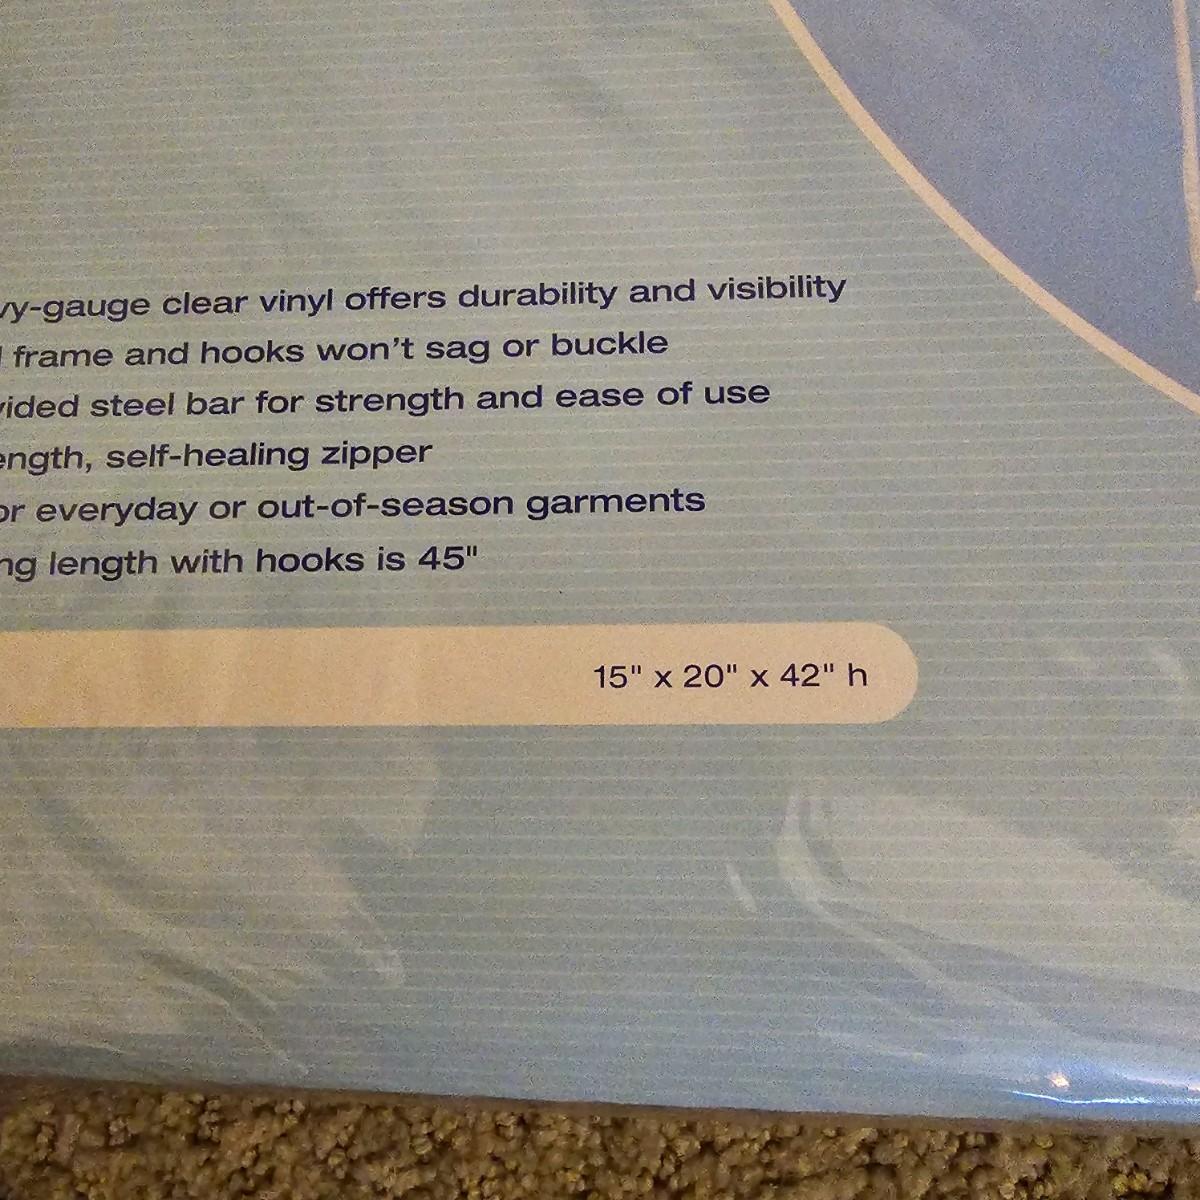 vy-gauge clear vinyl offers durability and visibility
l frame and hooks won't sag or buckle
vided steel bar for strength and ease of use
ength, self-healing zipper
or everyday or out-of-season garments
ng length with hooks is 45"
15" x 20" x 42" h